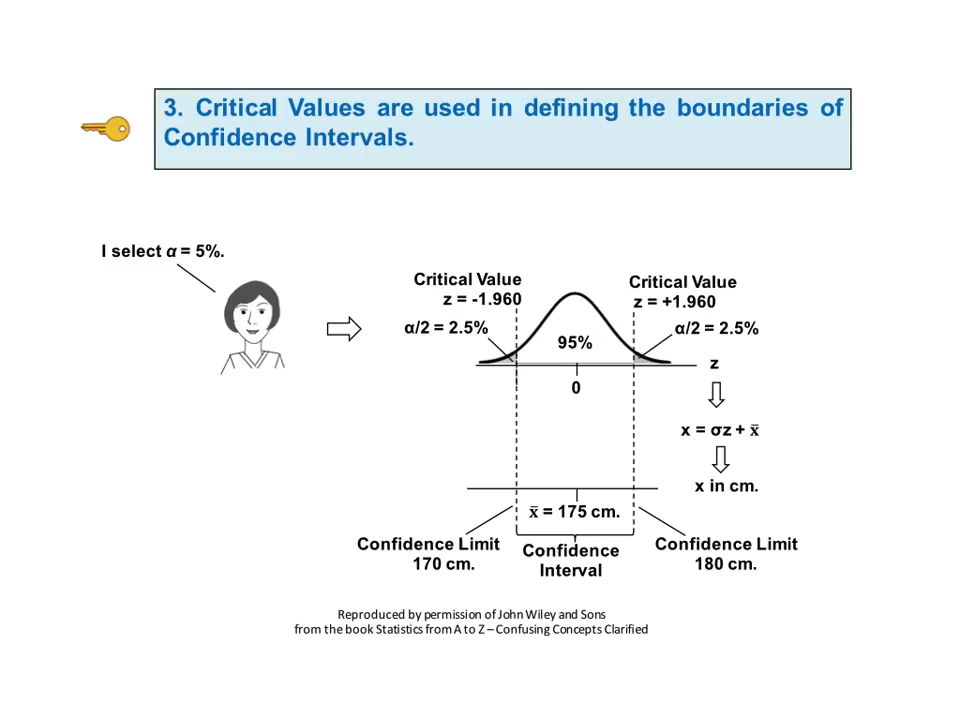 3. Critical Values are used in defining the boundaries of
Confidence Intervals.
I select α = 5%.
Critical Value
z = -1.960
Critical Value
z = +1.960
α/2 = 2.5%
α/2 = 2.5%
95%
z
0
x = σz + x̄
x in cm.
x̄ = 175 cm.
Confidence Limit
170 cm.
Confidence
Interval
Confidence Limit
180 cm.
Reproduced by permission of John Wiley and Sons
from the book Statistics from A to Z – Confusing Concepts Clarified